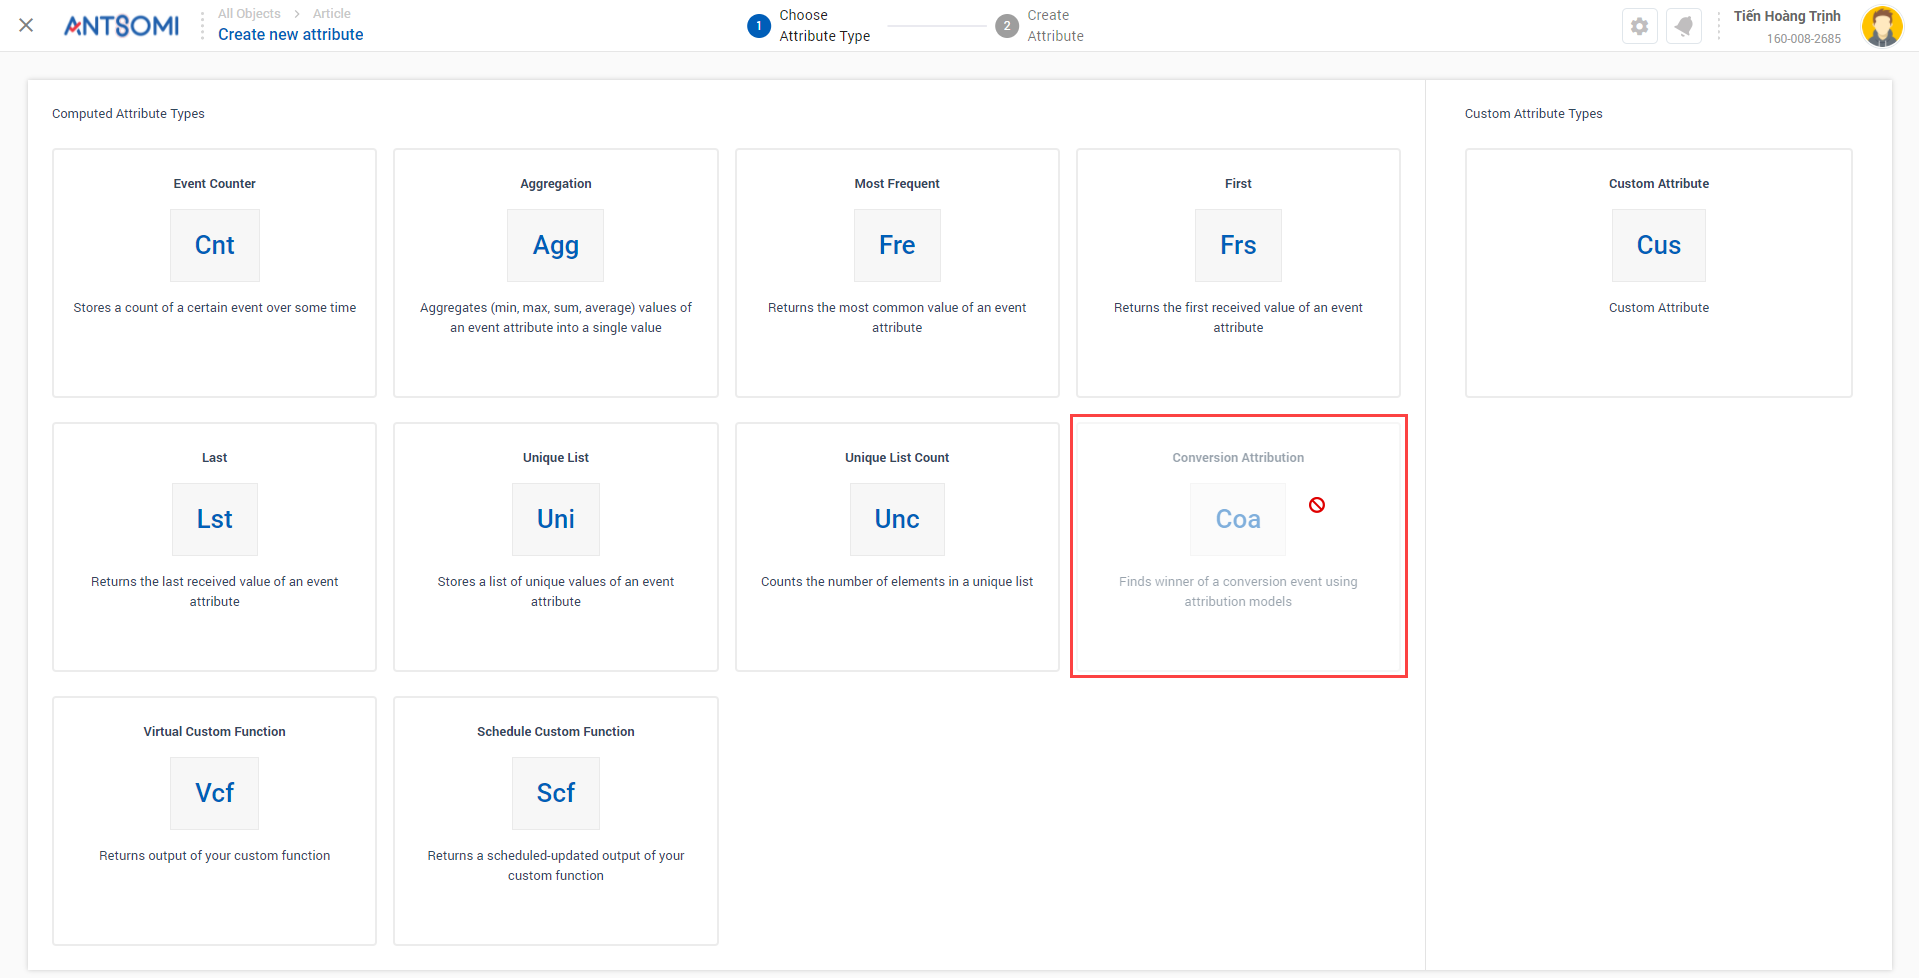 ANTSOMI
All Objects > Article
Create new attribute
1
Choose
Attribute Type
2
Create
Attribute
Tiến Hoàng Trịnh
160-008-2685
Computed Attribute Types
Event Counter
Cnt
Stores a count of a certain event over some time
Aggregation
Agg
Aggregates (min, max, sum, average) values of
an event attribute into a single value
Most Frequent
Fre
Returns the most common value of an event
attribute
First
Frs
Returns the first received value of an event
attribute
Last
Lst
Returns the last received value of an event
attribute
Unique List
Uni
Stores a list of unique values of an event
attribute
Unique List Count
Unc
Counts the number of elements in a unique list
Conversion Attribution
Coa
Finds winner of a conversion event using
attribution models
Virtual Custom Function
Vcf
Returns output of your custom function
Schedule Custom Function
Scf
Returns a scheduled-updated output of your
custom function
Custom Attribute Types
Custom Attribute
Cus
Custom Attribute